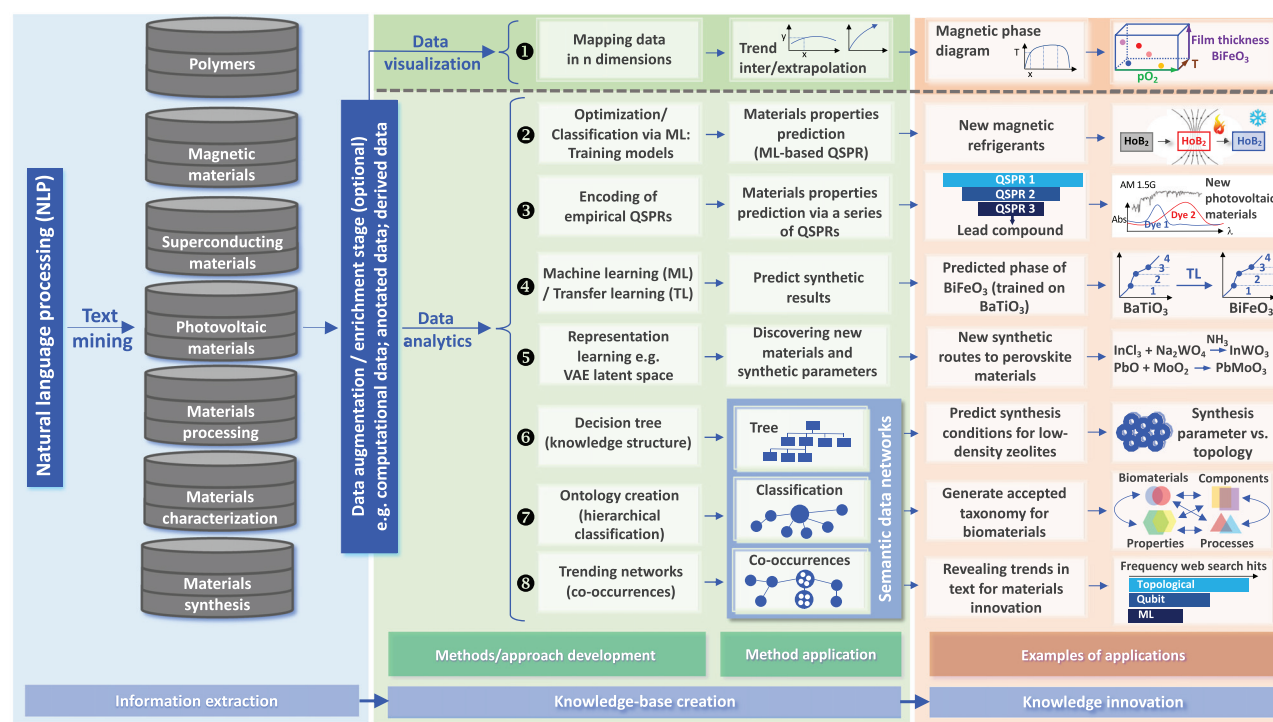 Natural language processing (NLP)
Text
mining
Polymers
Magnetic
materials
Superconducting
materials
Photovoltaic
materials
Materials
processing
Materials
characterization
Materials
synthesis
Data augmentation / enrichment stage (optional)
e.g. computational data; anotated data; derived data
Data
visualization
Data
analytics
❶
Mapping data
in n dimensions
Trend
inter/extrapolation
y
x
Magnetic phase
diagram
T
x
Film thickness
BiFeO₃
T
pO₂
❷
Optimization/
Classification via ML:
Training models
Materials properties
prediction
(ML-based QSPR)
New magnetic
refrigerants
HoB₂
HoB₂
HoB₂
❸
Encoding of
empirical QSPRs
Materials properties
prediction via a series
of QSPRs
QSPR 1
QSPR 2
QSPR 3
Lead compound
AM 1.5G
New
photovoltaic
materials
Abs
Dye 1
Dye 2
λ
❹
Machine learning (ML)
/ Transfer learning (TL)
Predict synthetic
results
Predicted phase of
BiFeO₃ (trained on
BaTiO₃)
4
3
2
1
BaTiO₃
TL
4
3
2
1
BiFeO₃
❺
Representation
learning e.g.
VAE latent space
Discovering new
materials and
synthetic parameters
New synthetic
routes to perovskite
materials
NH₃
InCl₃ + Na₂WO₄ → InWO₃
PbO + MoO₂ → PbMoO₃
❻
Decision tree
(knowledge structure)
Tree
Predict synthesis
conditions for low-
density zeolites
Synthesis
parameter vs.
topology
❼
Ontology creation
(hierarchical
classification)
Classification
Generate accepted
taxonomy for
biomaterials
Biomaterials
Components
Properties
Processes
❽
Trending networks
(co-occurrences)
Co-occurrences
Semantic data networks
Revealing trends in
text for materials
innovation
Frequency web search hits
Topological
Qubit
ML
Methods/approach development
Method application
Examples of applications
Information extraction
Knowledge-base creation
Knowledge innovation